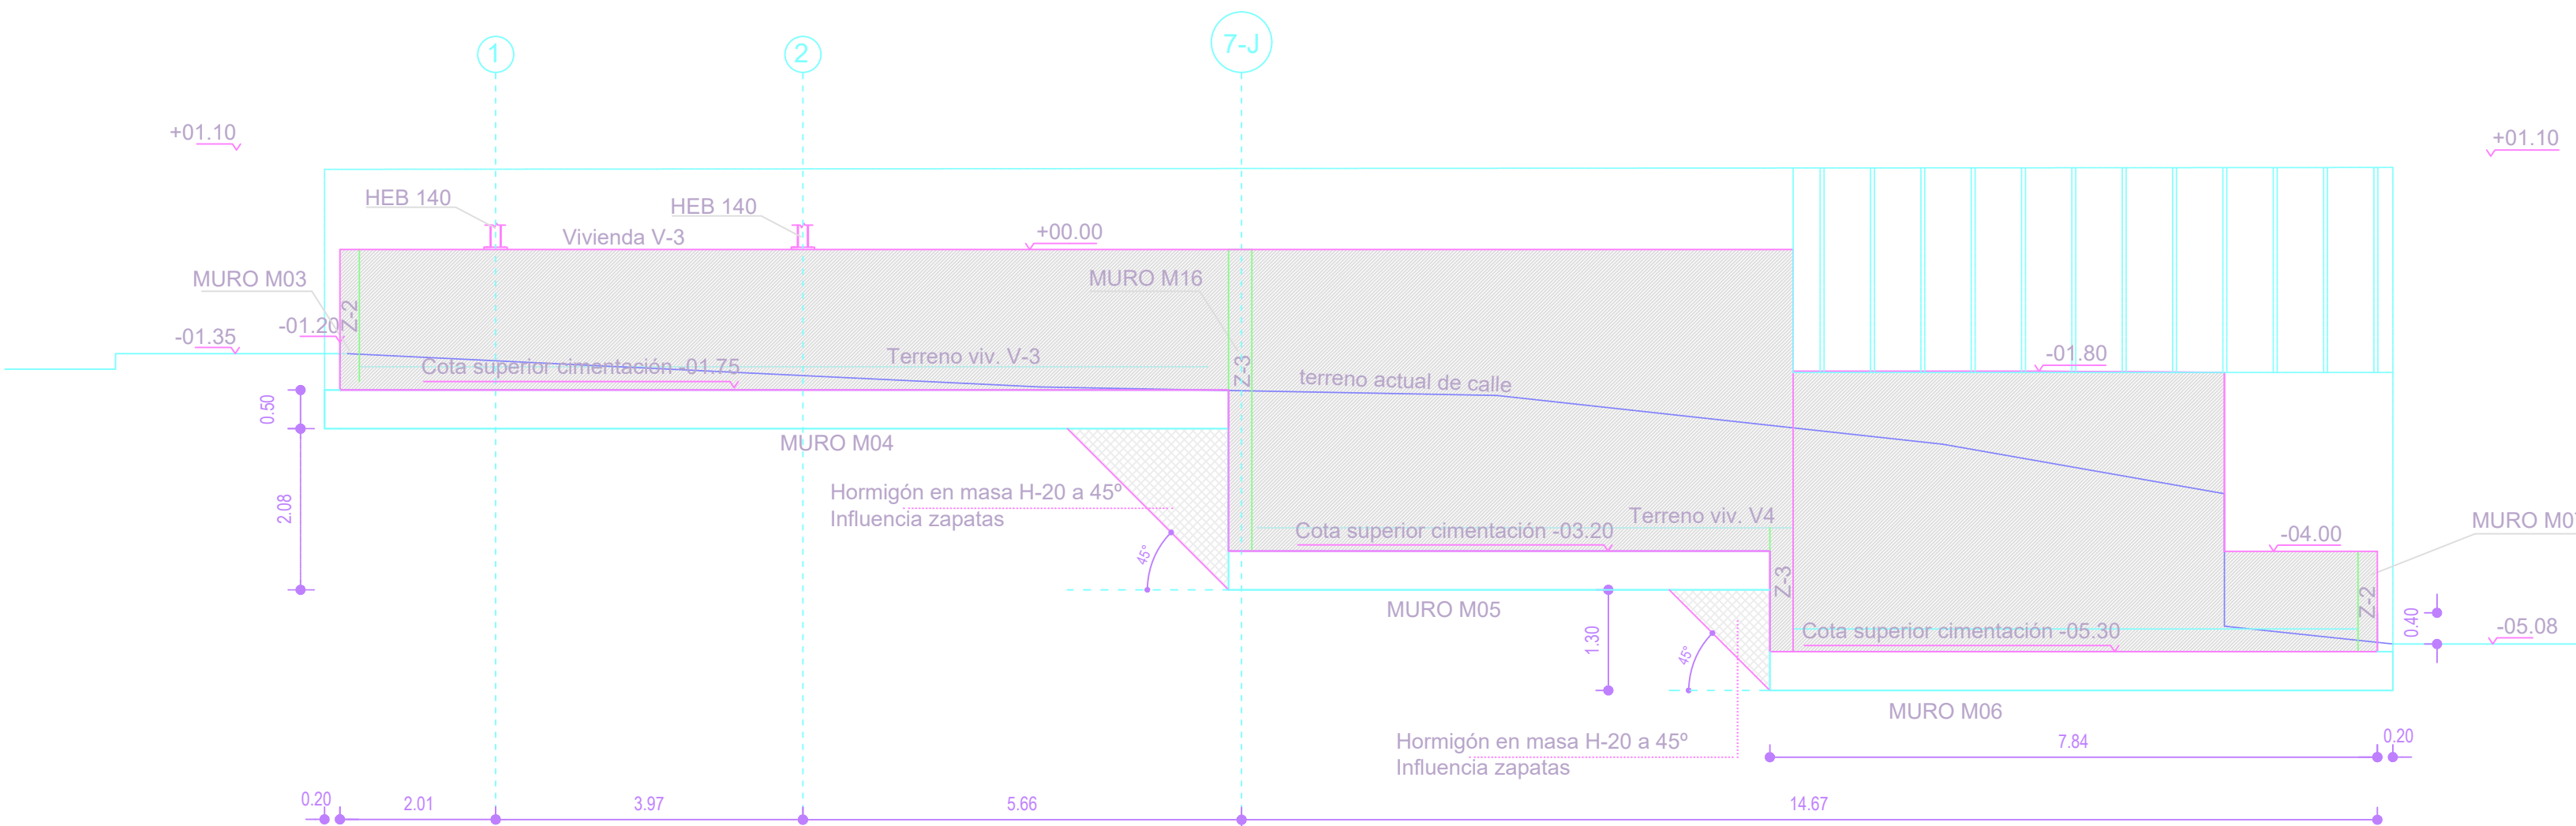 1
2
7-J
+01.10
+01.10
HEB 140
HEB 140
Vivienda V-3
+00.00
MURO M03
MURO M16
-01.20
-01.35
Z-2
Cota superior cimentación -01.75
Terreno viv. V-3
Z-3
terreno actual de calle
-01.80
0.50
MURO M04
2.08
Hormigón en masa H-20 a 45º
Influencia zapatas
45°
Cota superior cimentación -03.20
Terreno viv. V4
-04.00
MURO M07
Z-3
Z-2
MURO M05
1.30
45°
Cota superior cimentación -05.30
0.40
-05.08
MURO M06
Hormigón en masa H-20 a 45º
Influencia zapatas
7.84
0.20
0.20
2.01
3.97
5.66
14.67